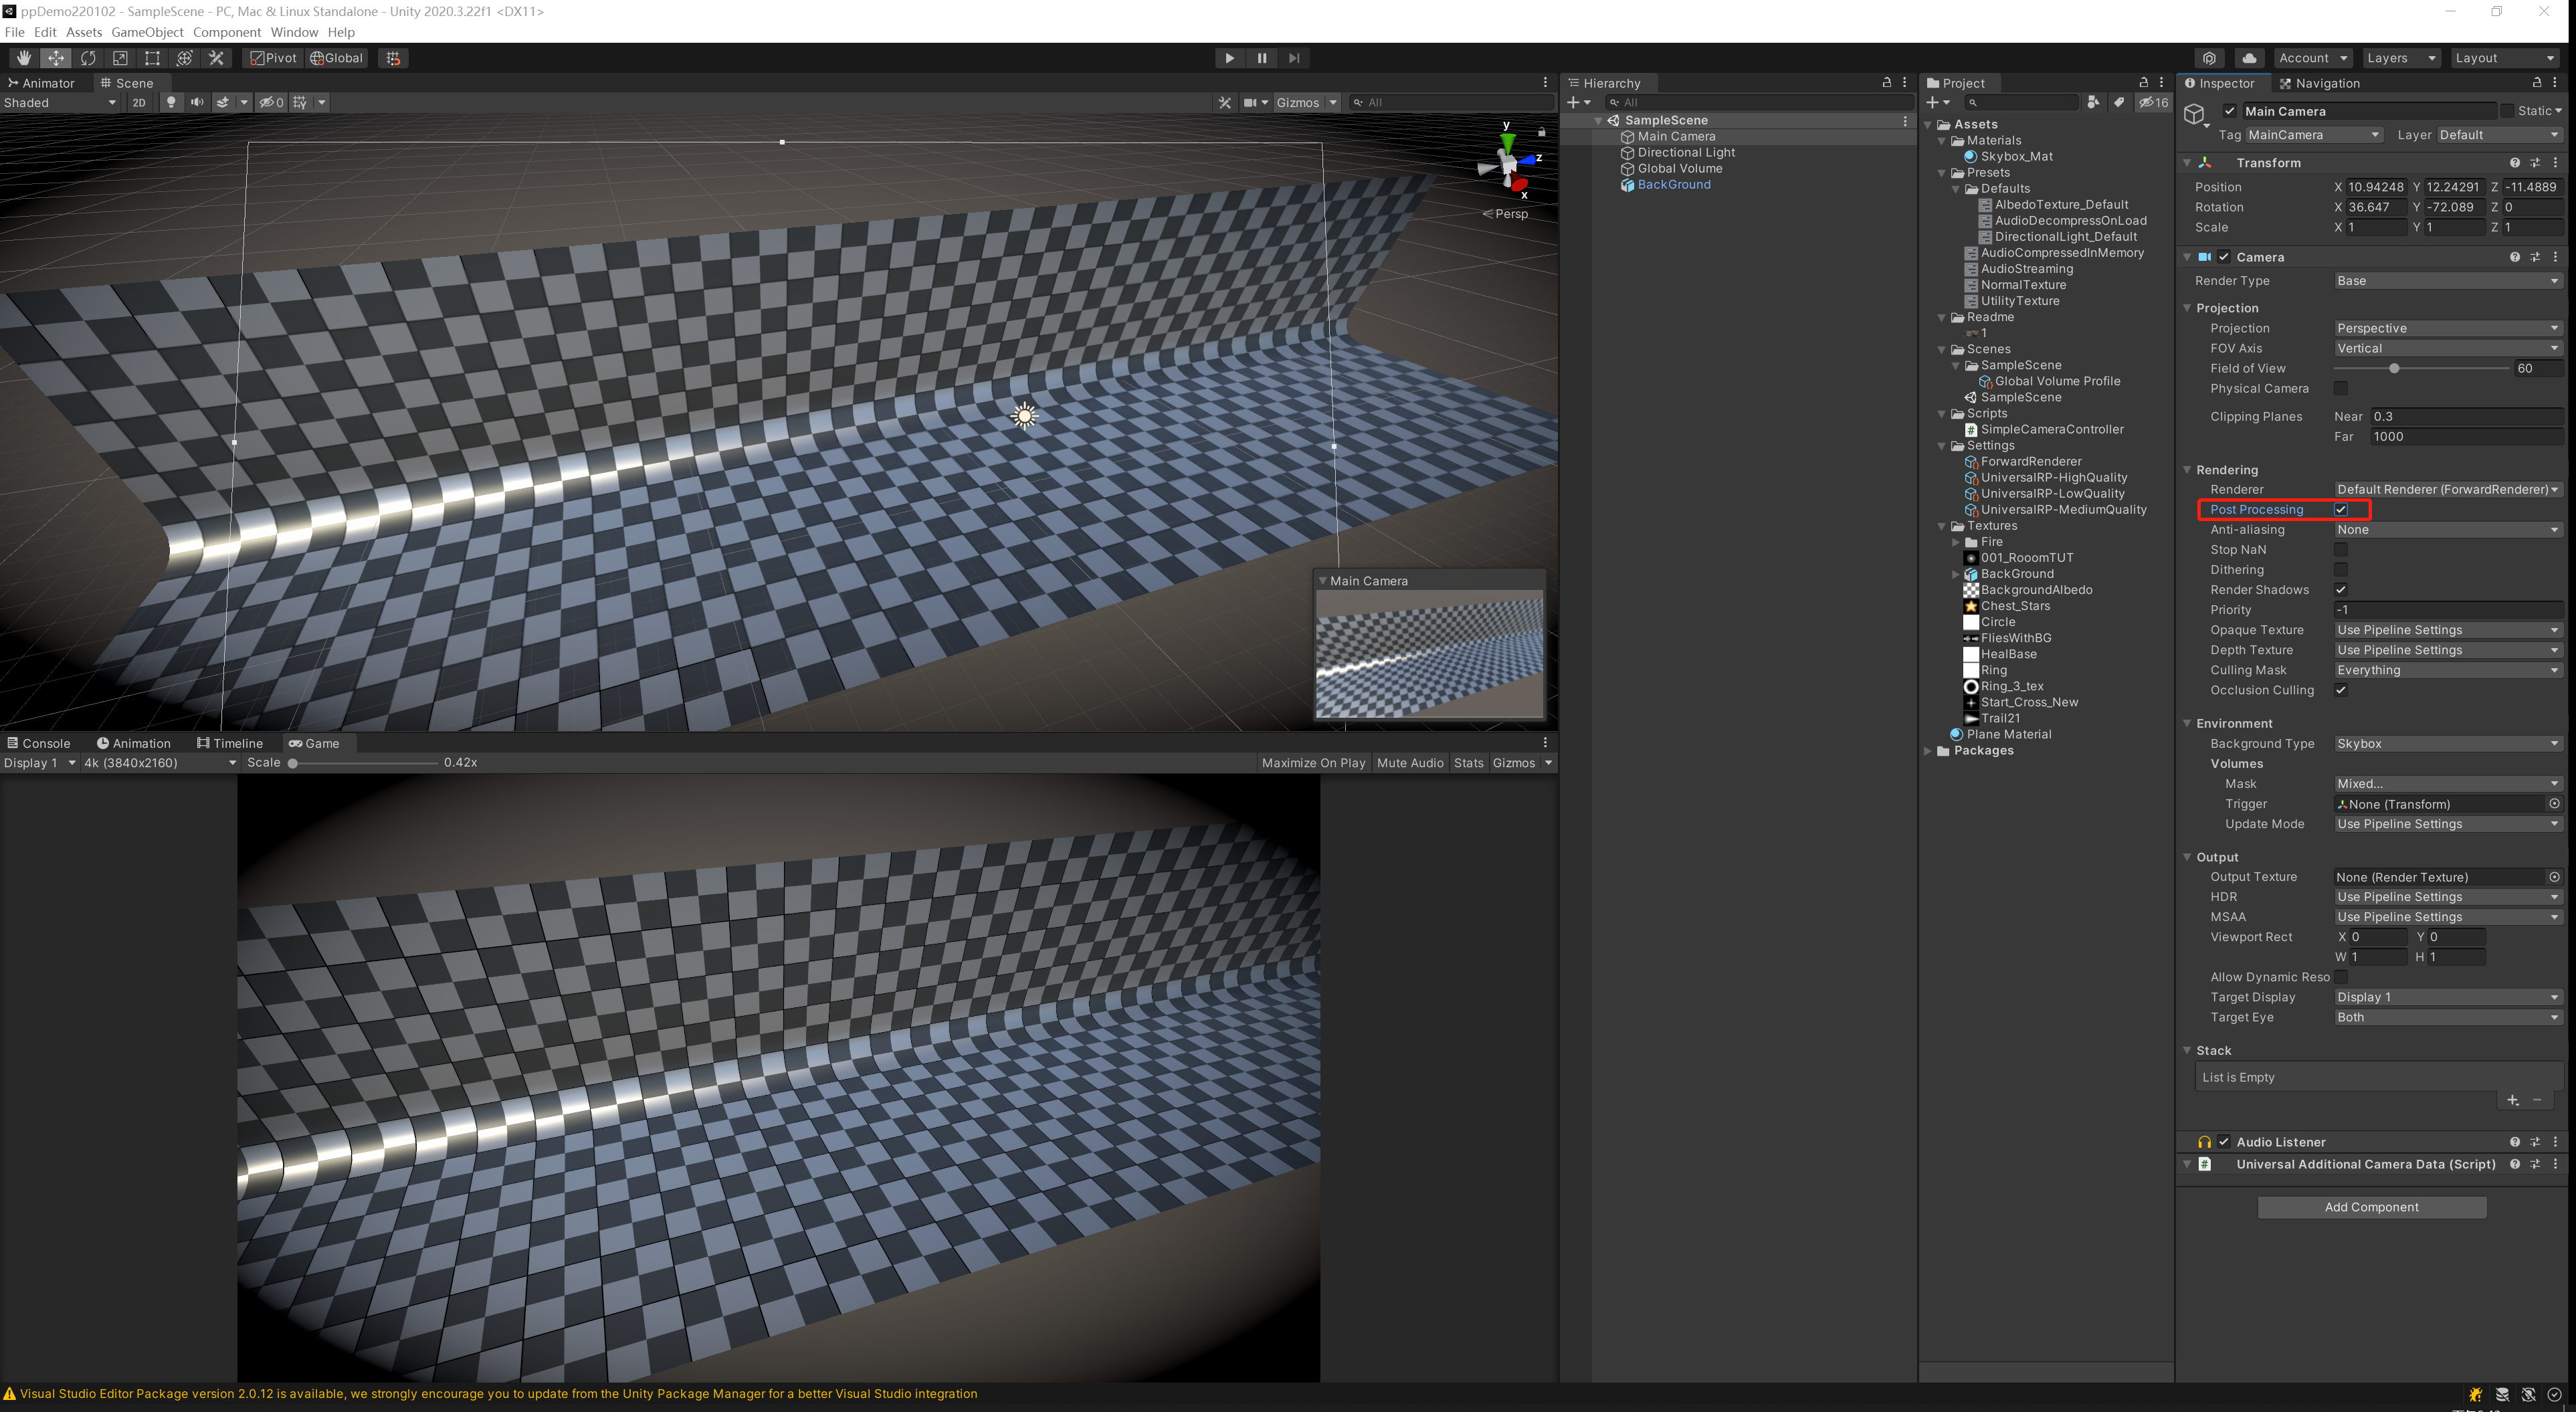 ppDemo220102 - SampleScene - PC, Mac & Linux Standalone - Unity 2020.3.22f1 <DX11>
File Edit Assets GameObject Component Window Help
Pivot Global
Account Layers Layout
Animator Scene
Shaded 2D 0 Gizmos All
y
z
x
Persp
Main Camera
Console Animation Timeline Game
Display 1 4k (3840x2160) Scale 0.42x Maximize On Play Mute Audio Stats Gizmos
Hierarchy
All
SampleScene
Main Camera
Directional Light
Global Volume
BackGround
Project
16
Assets
Materials
Skybox_Mat
Presets
Defaults
AlbedoTexture_Default
AudioDecompressOnLoad
DirectionalLight_Default
AudioCompressedInMemory
AudioStreaming
NormalTexture
UtilityTexture
Readme
1
Scenes
SampleScene
Global Volume Profile
SampleScene
Scripts
SimpleCameraController
Settings
ForwardRenderer
UniversalRP-HighQuality
UniversalRP-LowQuality
UniversalRP-MediumQuality
Textures
Fire
001_RooomTUT
BackGround
BackgroundAlbedo
Chest_Stars
Circle
FliesWithBG
HealBase
Ring
Ring_3_tex
Start_Cross_New
Trail21
Plane Material
Packages
Inspector Navigation
Main Camera Static
Tag MainCamera Layer Default
Transform
Position X 10.94248 Y 12.24291 Z -11.4889
Rotation X 36.647 Y -72.089 Z 0
Scale X 1 Y 1 Z 1
Camera
Render Type Base
Projection
Projection Perspective
FOV Axis Vertical
Field of View 60
Physical Camera
Clipping Planes Near 0.3
Far 1000
Rendering
Renderer Default Renderer (ForwardRenderer)
Post Processing
Anti-aliasing None
Stop NaN
Dithering
Render Shadows
Priority -1
Opaque Texture Use Pipeline Settings
Depth Texture Use Pipeline Settings
Culling Mask Everything
Occlusion Culling
Environment
Background Type Skybox
Volumes
Mask Mixed...
Trigger None (Transform)
Update Mode Use Pipeline Settings
Output
Output Texture None (Render Texture)
HDR Use Pipeline Settings
MSAA Use Pipeline Settings
Viewport Rect X 0 Y 0
W 1 H 1
Allow Dynamic Reso
Target Display Display 1
Target Eye Both
Stack
List is Empty
Audio Listener
Universal Additional Camera Data (Script)
Add Component
Visual Studio Editor Package version 2.0.12 is available, we strongly encourage you to update from the Unity Package Manager for a better Visual Studio integration